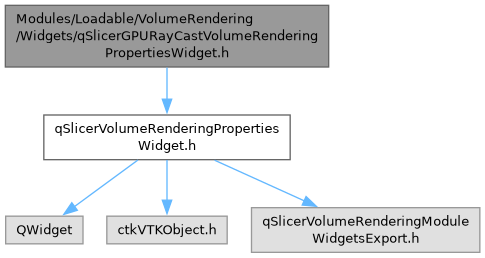 Modules/Loadable/VolumeRendering
/Widgets/qSlicerGPURayCastVolumeRendering
PropertiesWidget.h
qSlicerVolumeRenderingProperties
Widget.h
QWidget
ctkVTKObject.h
qSlicerVolumeRenderingModule
WidgetsExport.h